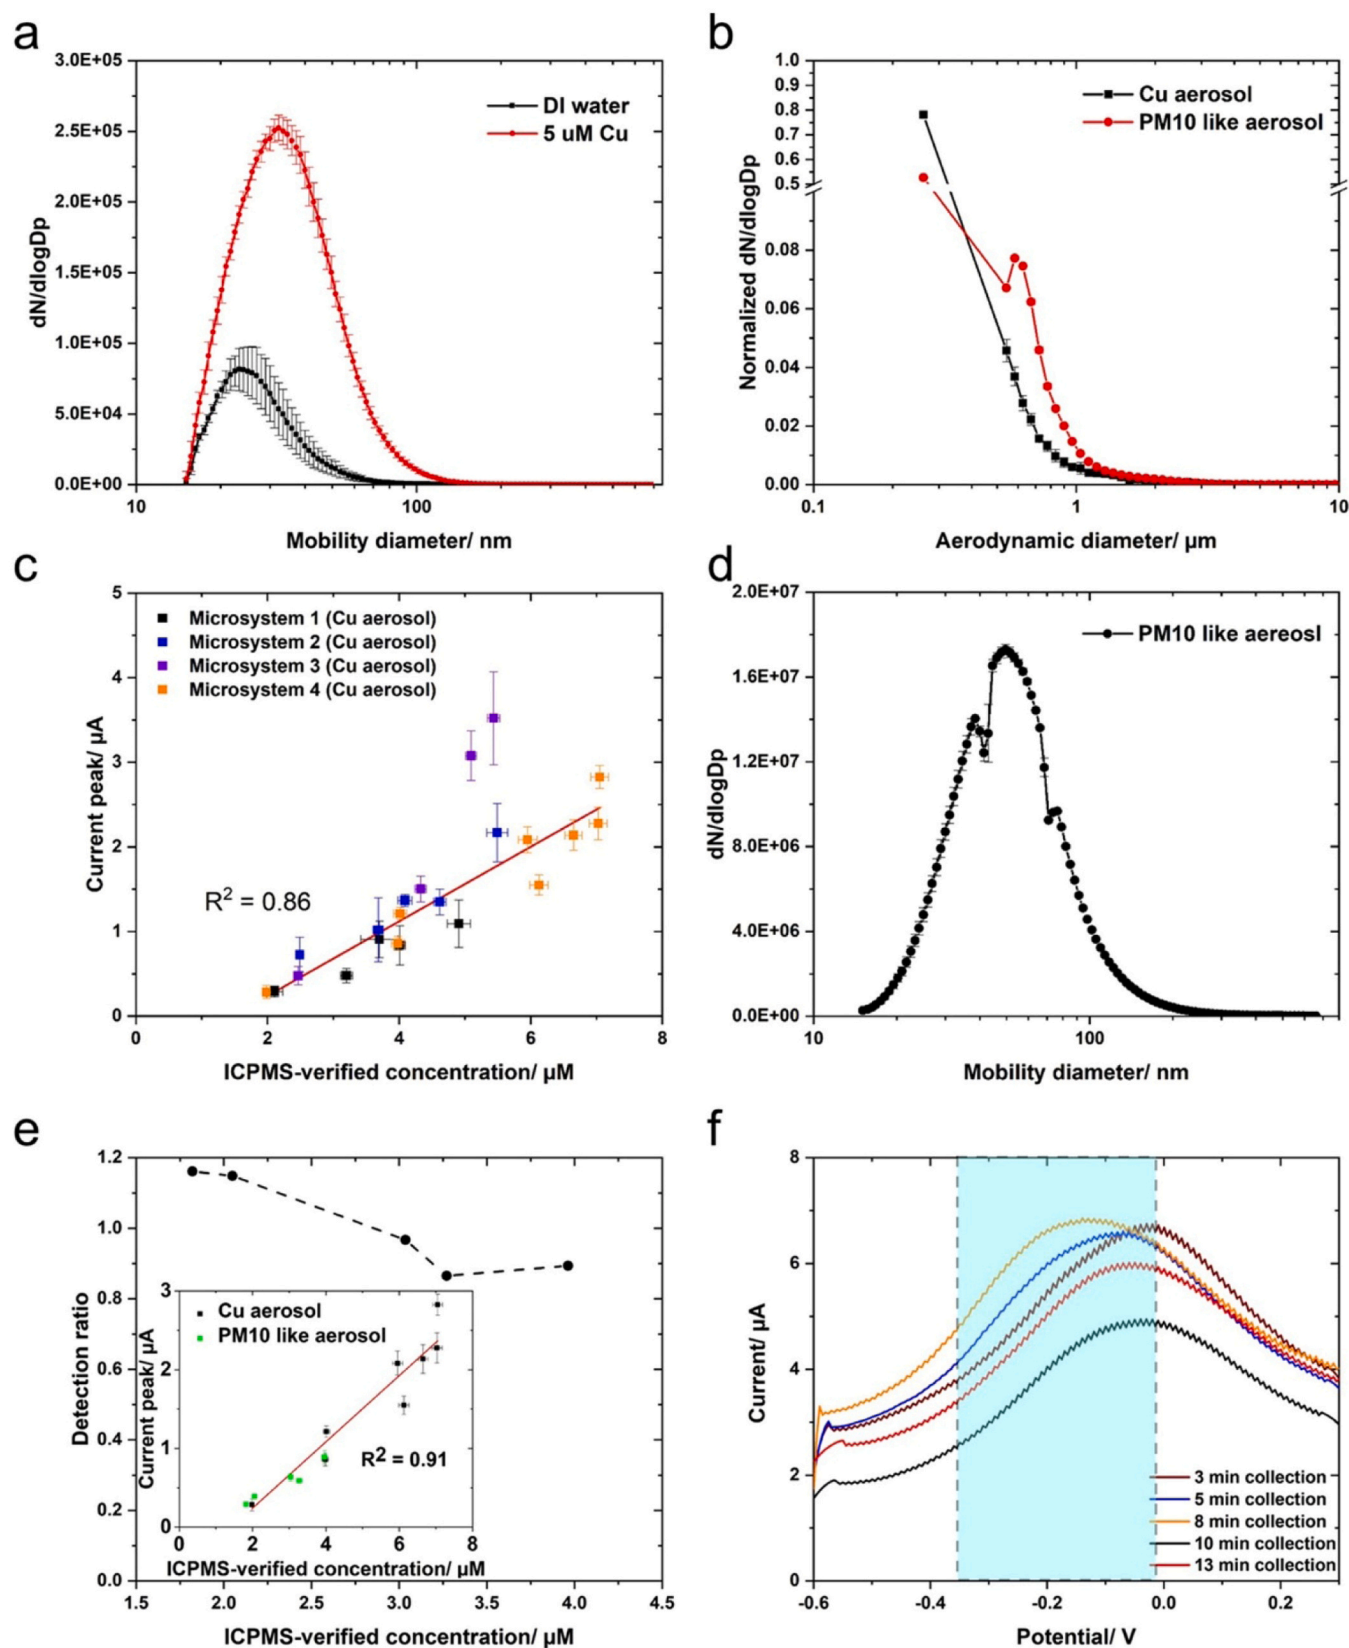 a
3.0E+05
2.5E+05
2.0E+05
1.5E+05
1.0E+05
5.0E+04
0.0E+00
dN/dlogDp
DI water
5 uM Cu
10
100
Mobility diameter/ nm
b
1.0
0.9
0.8
0.7
0.6
0.5
0.08
0.06
0.04
0.02
0.00
Normalized dN/dlogDp
Cu aerosol
PM10 like aerosol
0.1
1
10
Aerodynamic diameter/ µm
c
5
4
3
2
1
0
Current peak/ µA
Microsystem 1 (Cu aerosol)
Microsystem 2 (Cu aerosol)
Microsystem 3 (Cu aerosol)
Microsystem 4 (Cu aerosol)
R² = 0.86
0
2
4
6
8
ICPMS-verified concentration/ µM
d
2.0E+07
1.6E+07
1.2E+07
8.0E+06
4.0E+06
0.0E+00
dN/dlogDp
PM10 like aereosl
10
100
Mobility diameter/ nm
e
1.2
1.0
0.8
0.6
0.4
0.2
0.0
Detection ratio
3
2
1
0
Current peak/ µA
Cu aerosol
PM10 like aerosol
R² = 0.91
0
2
4
6
8
ICPMS-verified concentration/ µM
1.5
2.0
2.5
3.0
3.5
4.0
4.5
ICPMS-verified concentration/ µM
f
8
6
4
2
0
Current/ µA
3 min collection
5 min collection
8 min collection
10 min collection
13 min collection
-0.6
-0.4
-0.2
0.0
0.2
Potential/ V